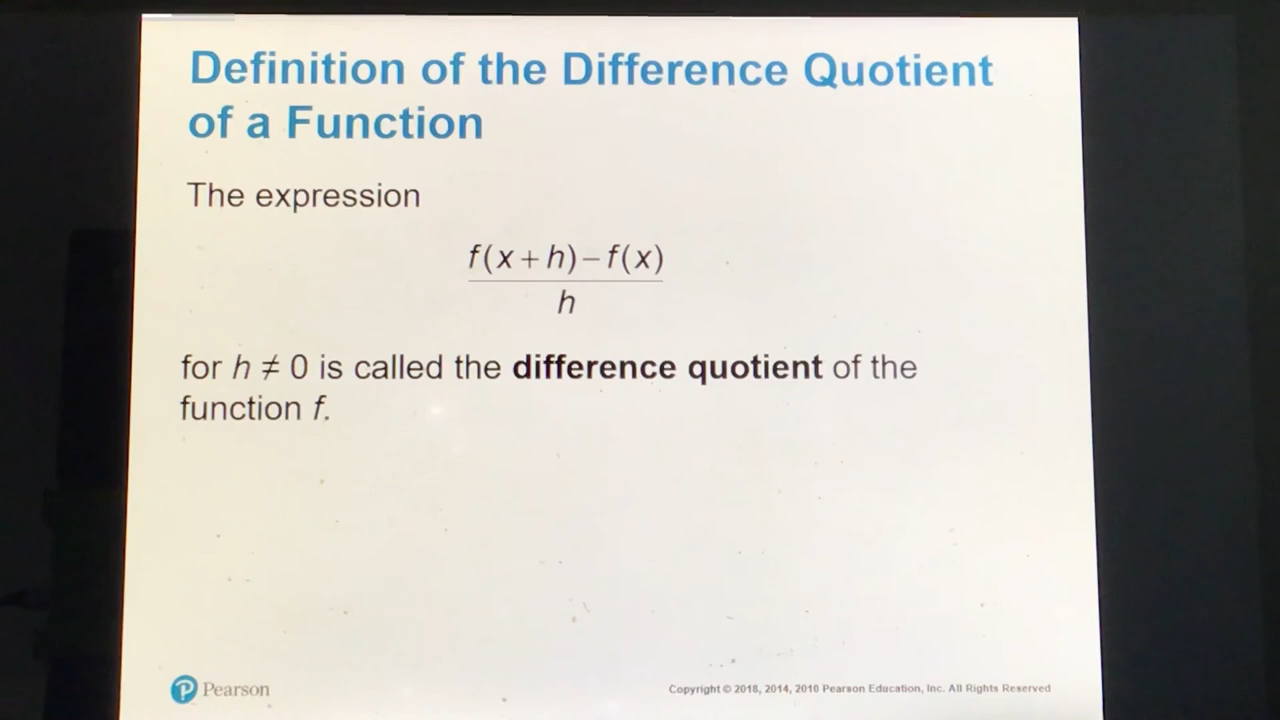 Definition of the Difference Quotient
of a Function
The expression
f(x+h)–f(x)
h
for h ≠ 0 is called the difference quotient of the
function f.
Pearson
Copyright © 2018, 2014, 2010 Pearson Education, Inc. All Rights Reserved